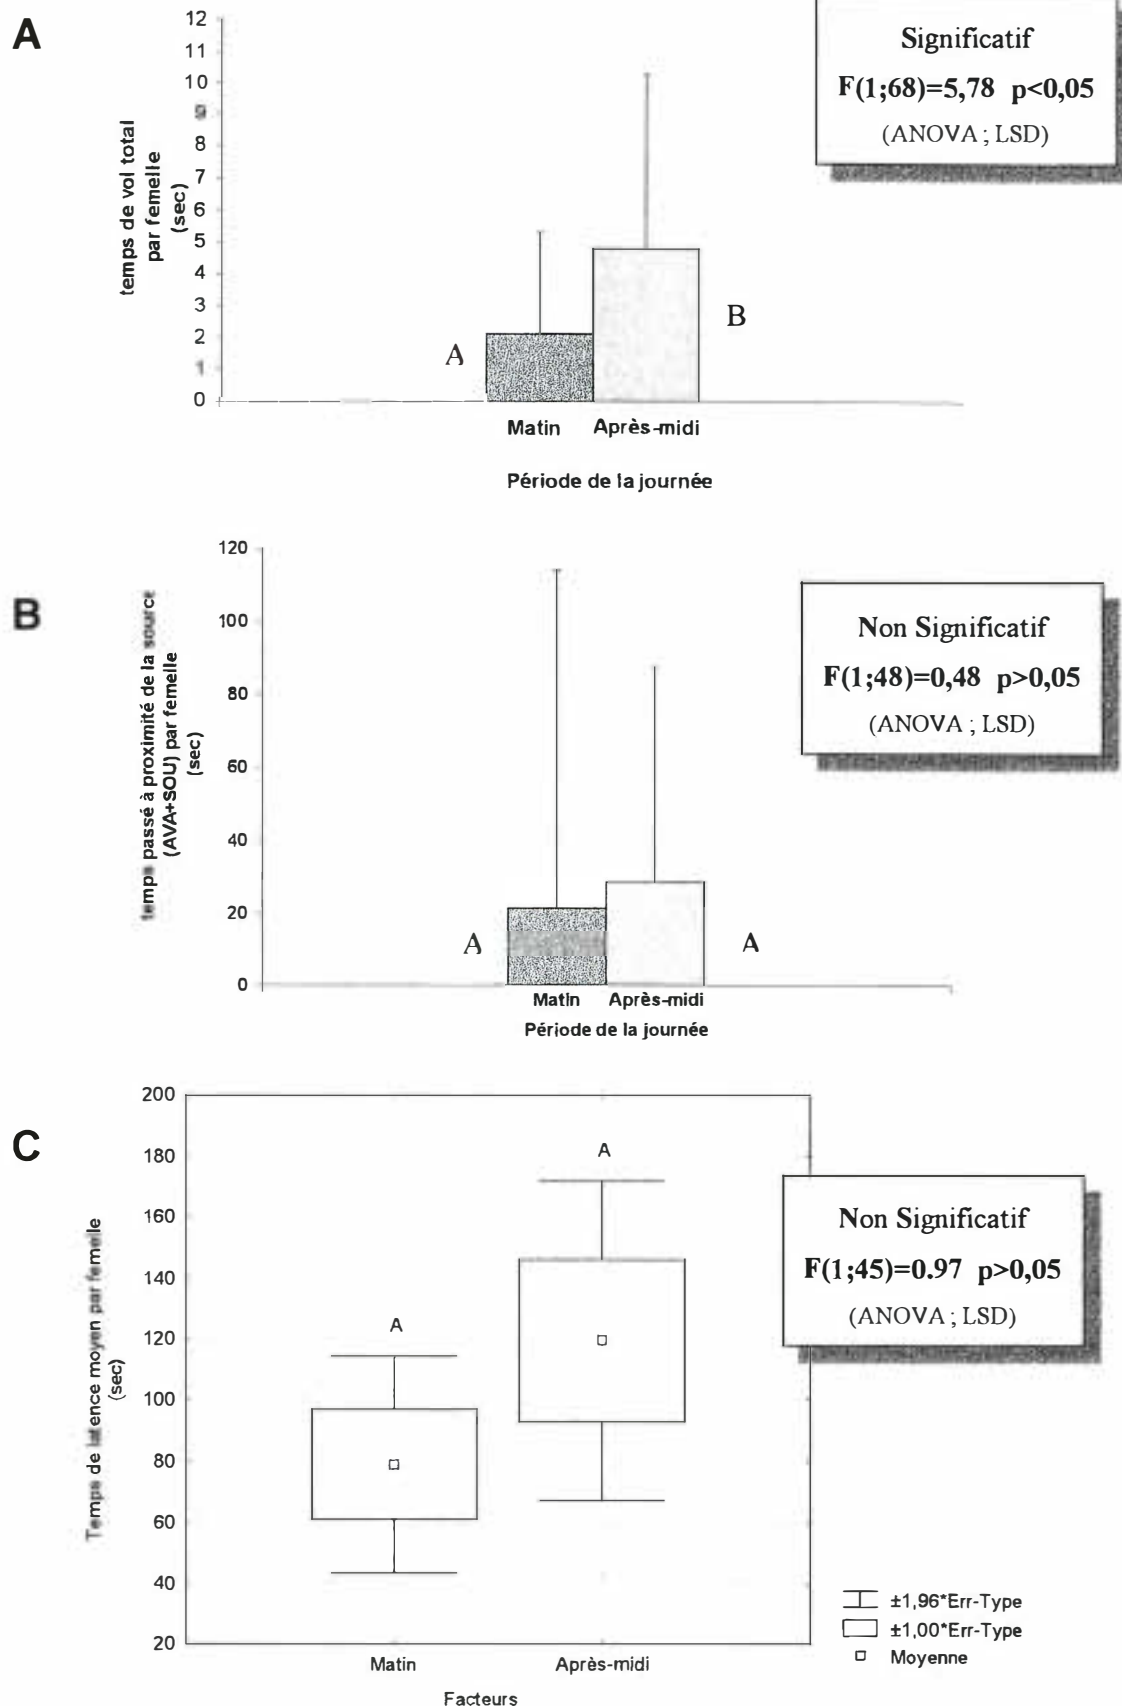 A
12
11
10
9
8
7
6
5
4
3
2
1
0
temps de vol total
par femelle
(sec)
A
B
Matin Après-midi
Période de la journée
Significatif
F(1;68)=5,78 p<0,05
(ANOVA ; LSD)
B
120
100
80
60
40
20
0
temps passé à proximité de la source
(AVA+SOU) par femelle
(sec)
A
A
Matin Après-midi
Période de la journée
Non Significatif
F(1;48)=0,48 p>0,05
(ANOVA ; LSD)
C
200
180
160
140
120
100
80
60
40
20
Temps de latence moyen par femelle
(sec)
A
A
Matin Après-midi
Facteurs
Non Significatif
F(1;45)=0.97 p>0,05
(ANOVA ; LSD)
±1,96*Err-Type
±1,00*Err-Type
Moyenne